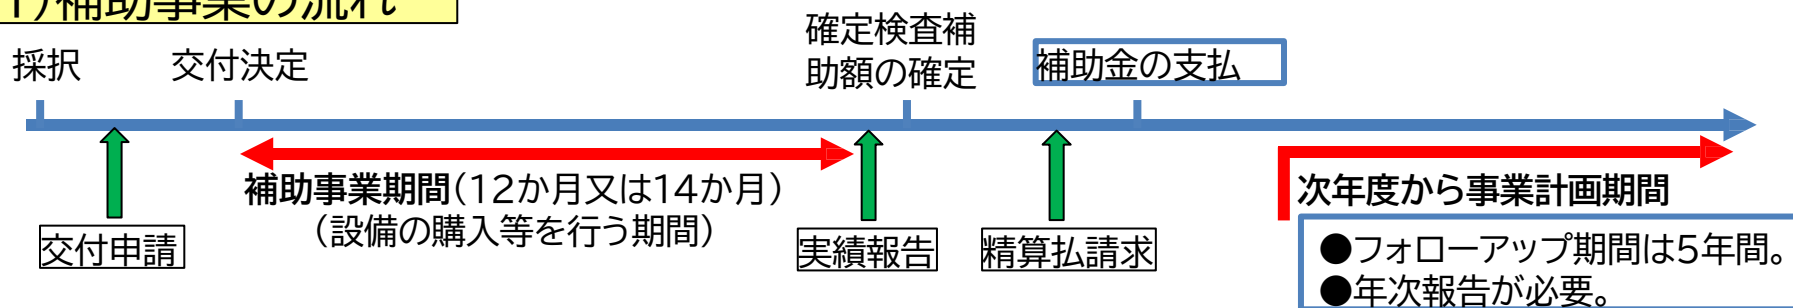 1)補助事業の流れ
採択
交付決定
確定検査補
助額の確定
補助金の支払
補助事業期間(12か月又は14か月)
(設備の購入等を行う期間)
次年度から事業計画期間
交付申請
実績報告
精算払請求
●フォローアップ期間は5年間。
●年次報告が必要。